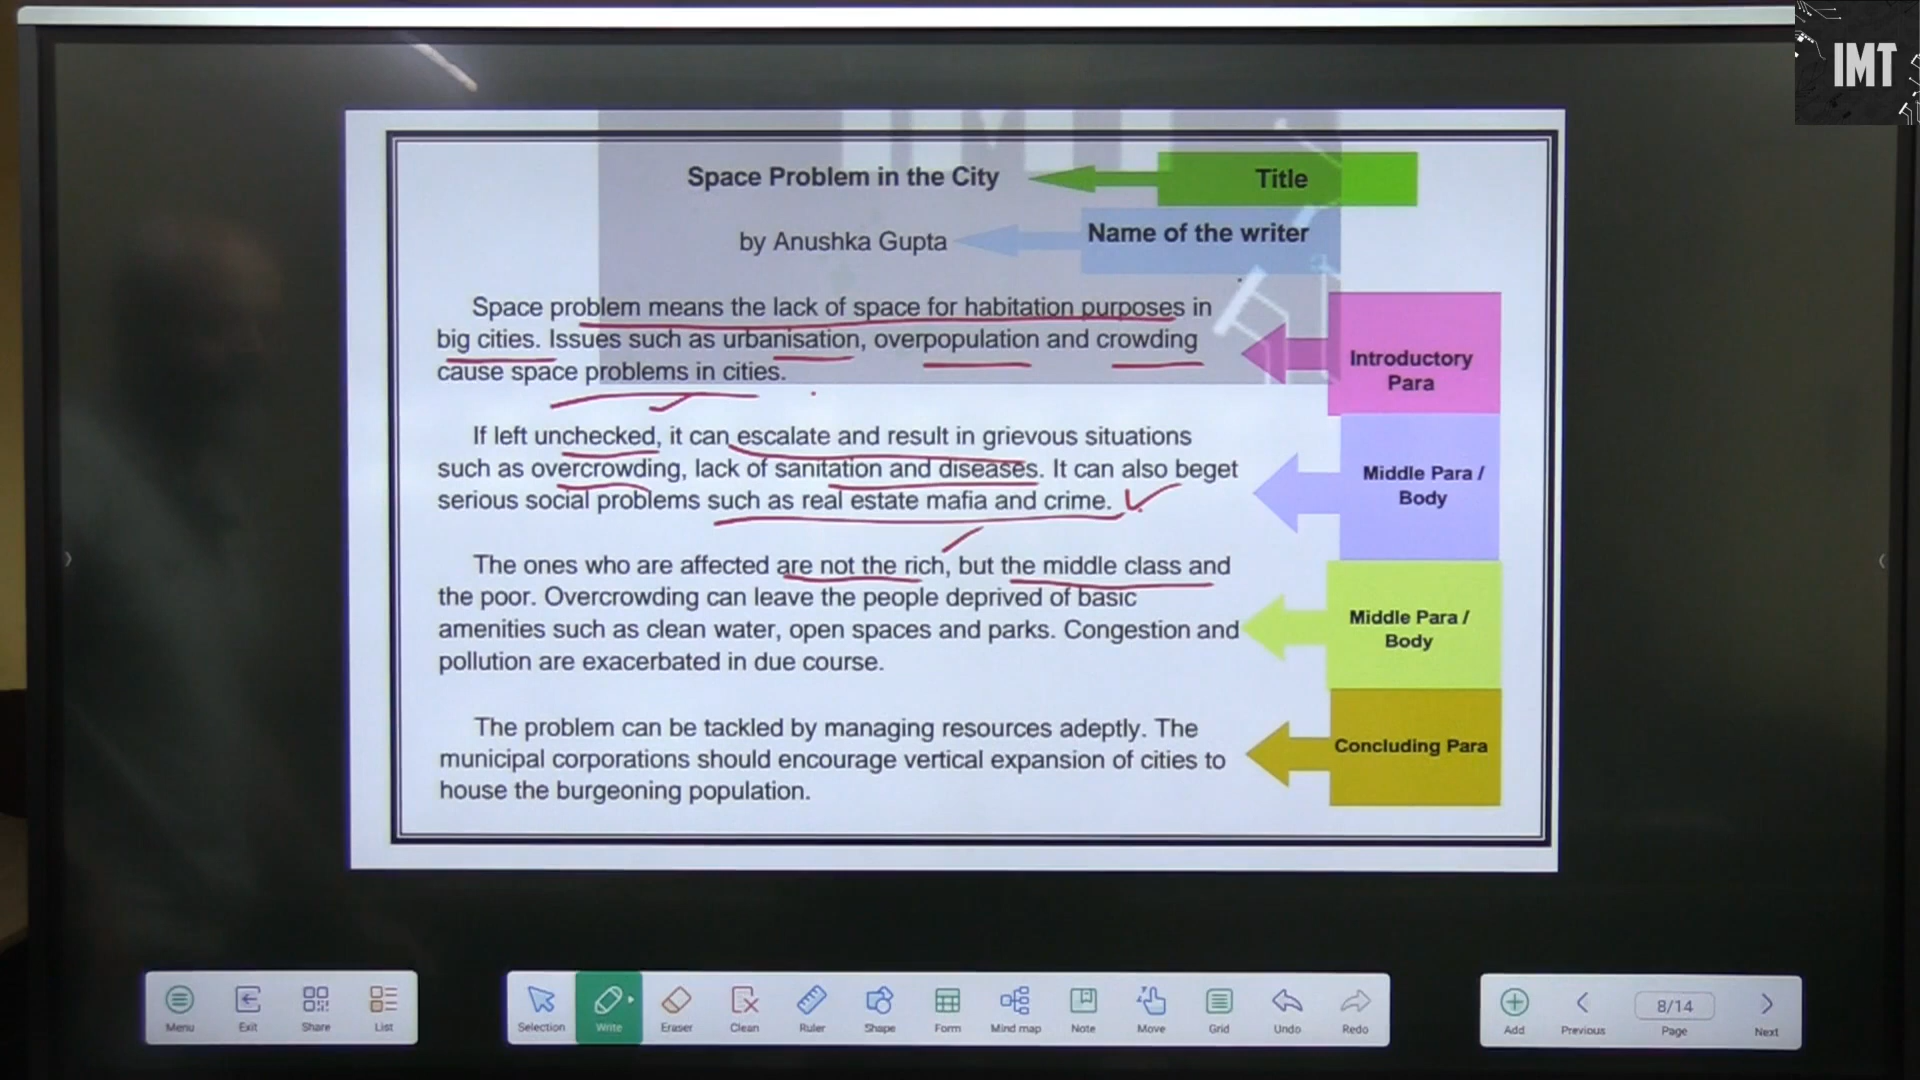 IMT
Space Problem in the City
Title
by Anushka Gupta
Name of the writer
Space problem means the lack of space for habitation purposes in
big cities. Issues such as urbanisation, overpopulation and crowding
cause space problems in cities.
Introductory
Para
If left unchecked, it can escalate and result in grievous situations
such as overcrowding, lack of sanitation and diseases. It can also beget
serious social problems such as real estate mafia and crime.
Middle Para /
Body
The ones who are affected are not the rich, but the middle class and
the poor. Overcrowding can leave the people deprived of basic
amenities such as clean water, open spaces and parks. Congestion and
pollution are exacerbated in due course.
Middle Para /
Body
The problem can be tackled by managing resources adeptly. The
municipal corporations should encourage vertical expansion of cities to
house the burgeoning population.
Concluding Para
Menu Exit Share List
Selection Write Eraser Clean Ruler Shape Form Mind map Note Move Grid Undo Redo
8/14
Add Previous Page Next